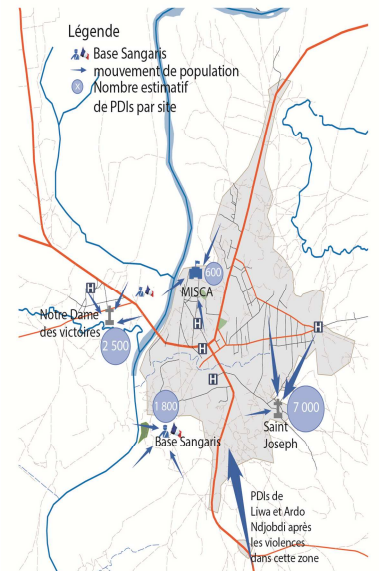 Légende
Base Sangaris
mouvement de population
X
Nombre estimatif
de PDIs par site
600
MISCA
H
H
Notre Dame
des victoires
H
H
2 500
H
1 800
7 000
Base Sangaris
Saint
Joseph
PDIs de
Liwa et Ardo
Ndjobdi après
les violences
dans cette zone